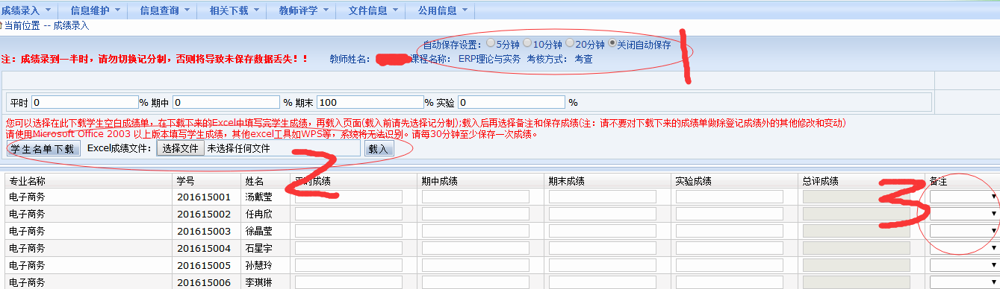 成绩录入 信息维护 信息查询 相关下载 教师评学 文件信息 公用信息
当前位置 -- 成绩录入
自动保存设置: 5分钟 10分钟 20分钟 关闭自动保存 1
注: 成绩录到一半时, 请勿切换记分制, 否则将导致未保存数据丢失!! 教师姓名: 课程名称: ERP理论与实务 考核方式: 考查
平时 0 % 期中 0 % 期末 100 % 实验 0 %
您可以选择在此下载学生空白成绩单, 在下载下来的Excel中填写完学生成绩, 再载入页面(载入前请先选择记分制);载入后再选择备注和保存成绩(注: 请不要对下载下来的成绩单做除登记成绩外的其他修改和变动)
请使用Microsoft Office 2003 以上版本填写学生成绩, 其他excel工具如WPS等, 系统将无法识别。请每30分钟至少保存一次成绩。
学生名单下载 Excel成绩文件: 选择文件 未选择任何文件 载入
2
专业名称 学号 姓名 平时成绩 期中成绩 期末成绩 实验成绩 总评成绩 备注
3
电子商务 201615001 汤戴莹
电子商务 201615002 任冉欣
电子商务 201615003 徐晶莹
电子商务 201615004 石星宇
电子商务 201615005 孙慧玲
电子商务 201615006 李琪琳